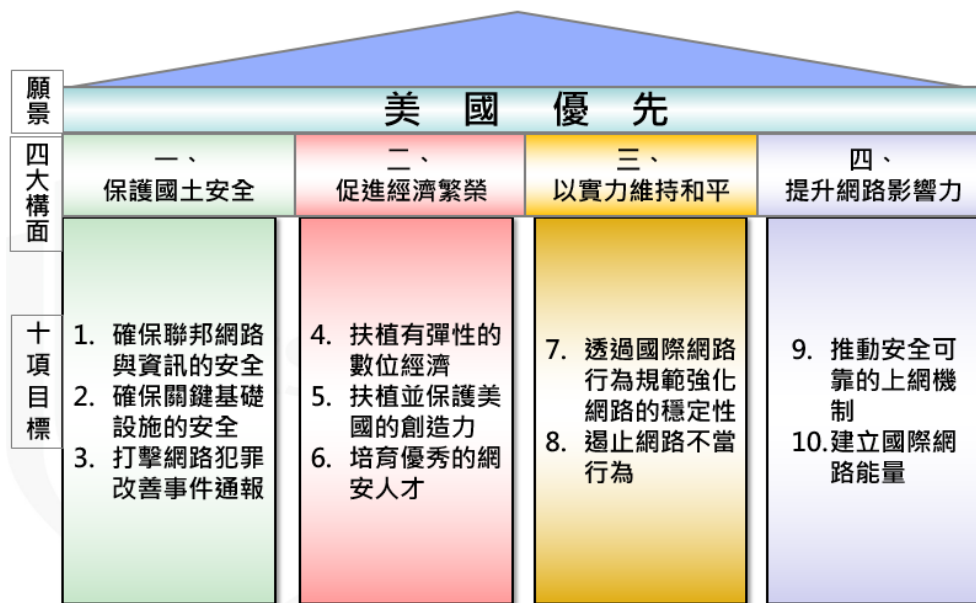 願景
美國優先
四大構面
一、
保護國土安全
二、
促進經濟繁榮
三、
以實力維持和平
四、
提升網路影響力
十項目標
1. 確保聯邦網路
與資訊的安全
2. 確保關鍵基礎
設施的安全
3. 打擊網路犯罪
改善事件通報
4. 扶植有彈性的
數位經濟
5. 扶植並保護美
國的創造力
6. 培育優秀的網
安人才
7. 透過國際網路
行為規範強化
網路的穩定性
8. 遏止網路不當
行為
9. 推動安全可
靠的上網機
制
10.建立國際網
路能量